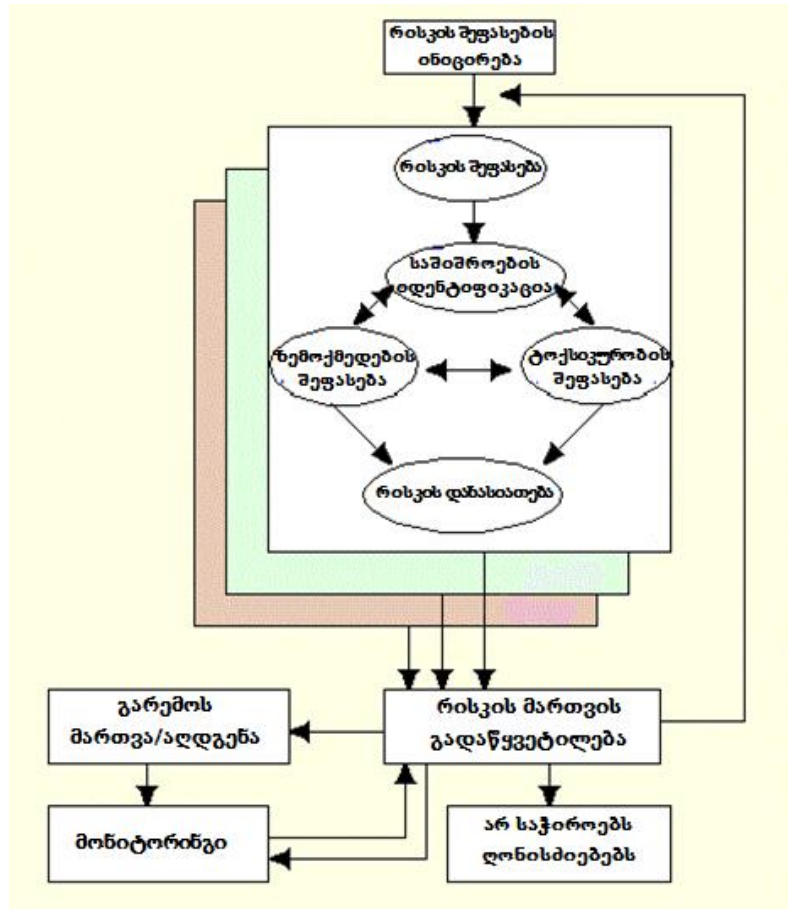 რისკის შეფასების
ინიცირება
რისკის შეფასება
საშიშროების
იდენტიფიკაცია
ზემოქმედების
შეფასება
ტოქსიკურობის
შეფასება
რისკის დახასიათება
გარემოს
მართვა/აღდგენა
რისკის მართვის
გადაწყვეტილება
მონიტორინგი
არ საჭიროებს
ღონისძიებებს